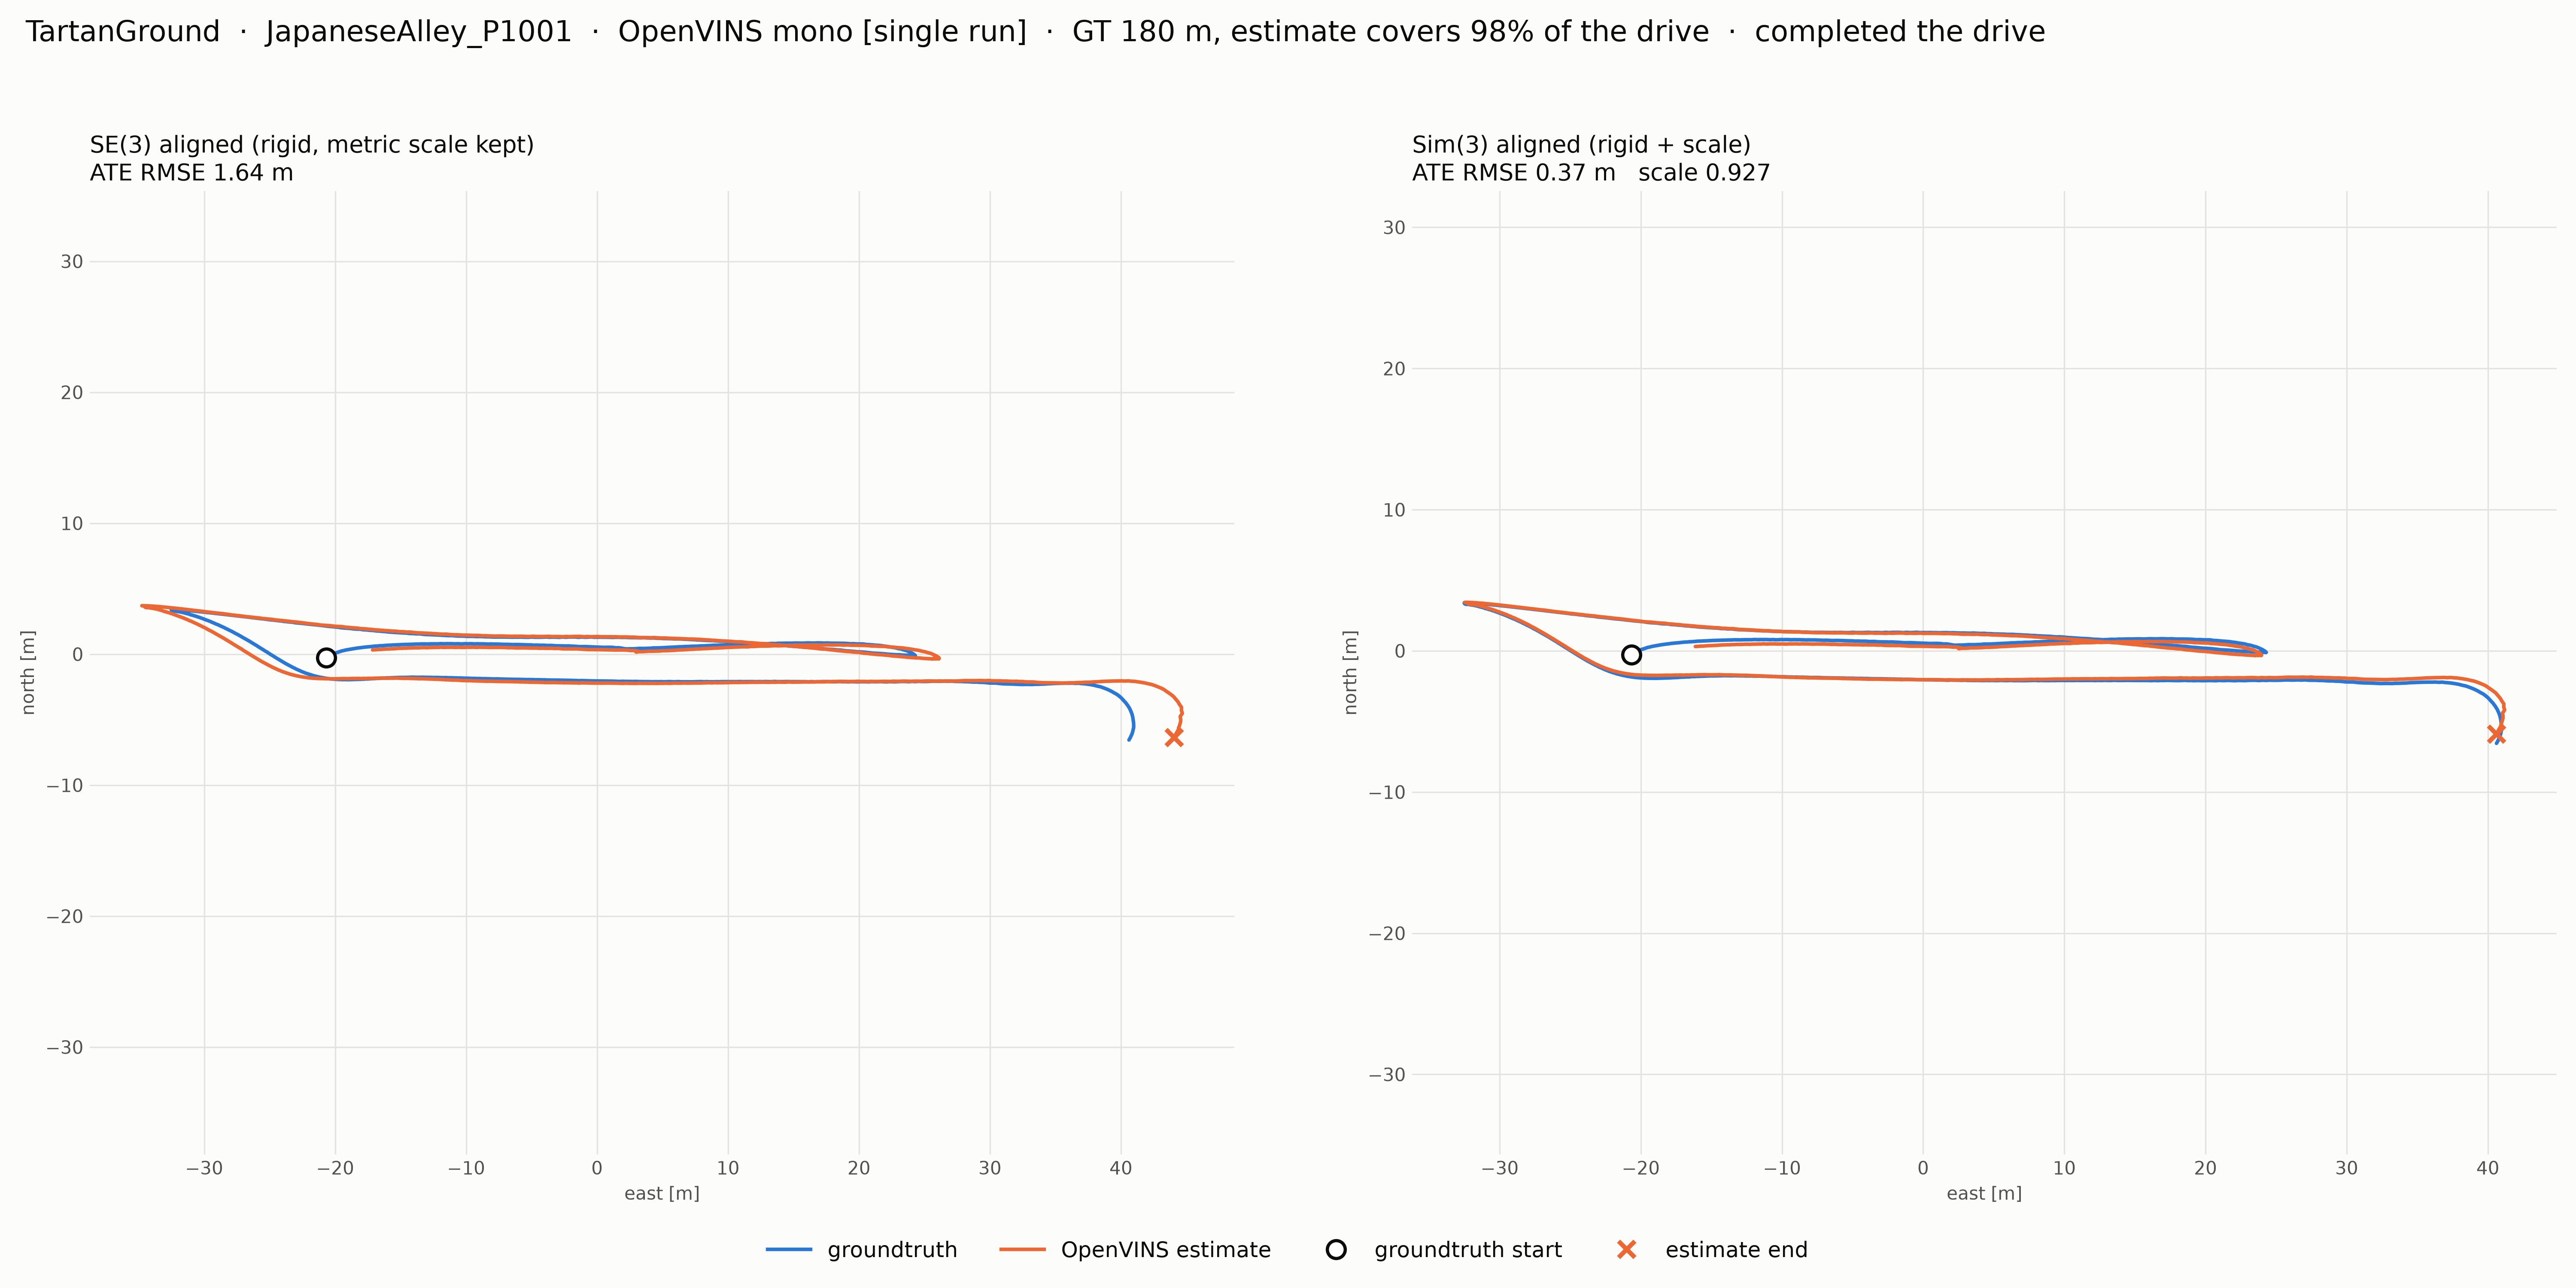 TartanGround · JapaneseAlley_P1001 · OpenVINS mono [single run] · GT 180 m, estimate covers 98% of the drive · completed the drive
SE(3) aligned (rigid, metric scale kept)
ATE RMSE 1.64 m
30
20
10
0
−10
−20
−30
north [m]
−30 −20 −10 0 10 20 30 40
east [m]
Sim(3) aligned (rigid + scale)
ATE RMSE 0.37 m scale 0.927
30
20
10
0
−10
−20
−30
north [m]
−30 −20 −10 0 10 20 30 40
east [m]
groundtruth OpenVINS estimate groundtruth start estimate end